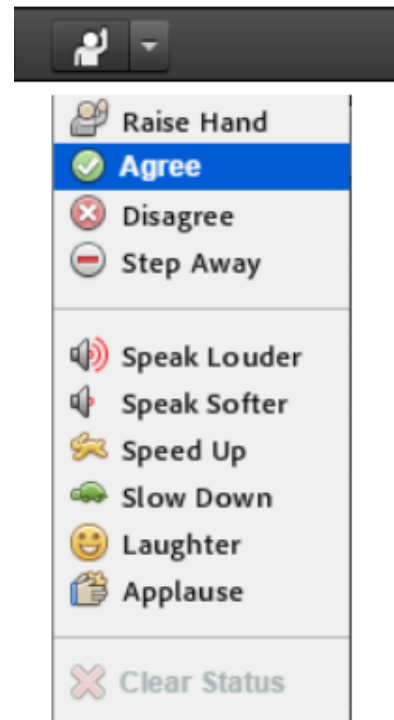 Raise Hand
Agree
Disagree
Step Away
Speak Louder
Speak Softer
Speed Up
Slow Down
Laughter
Applause
Clear Status